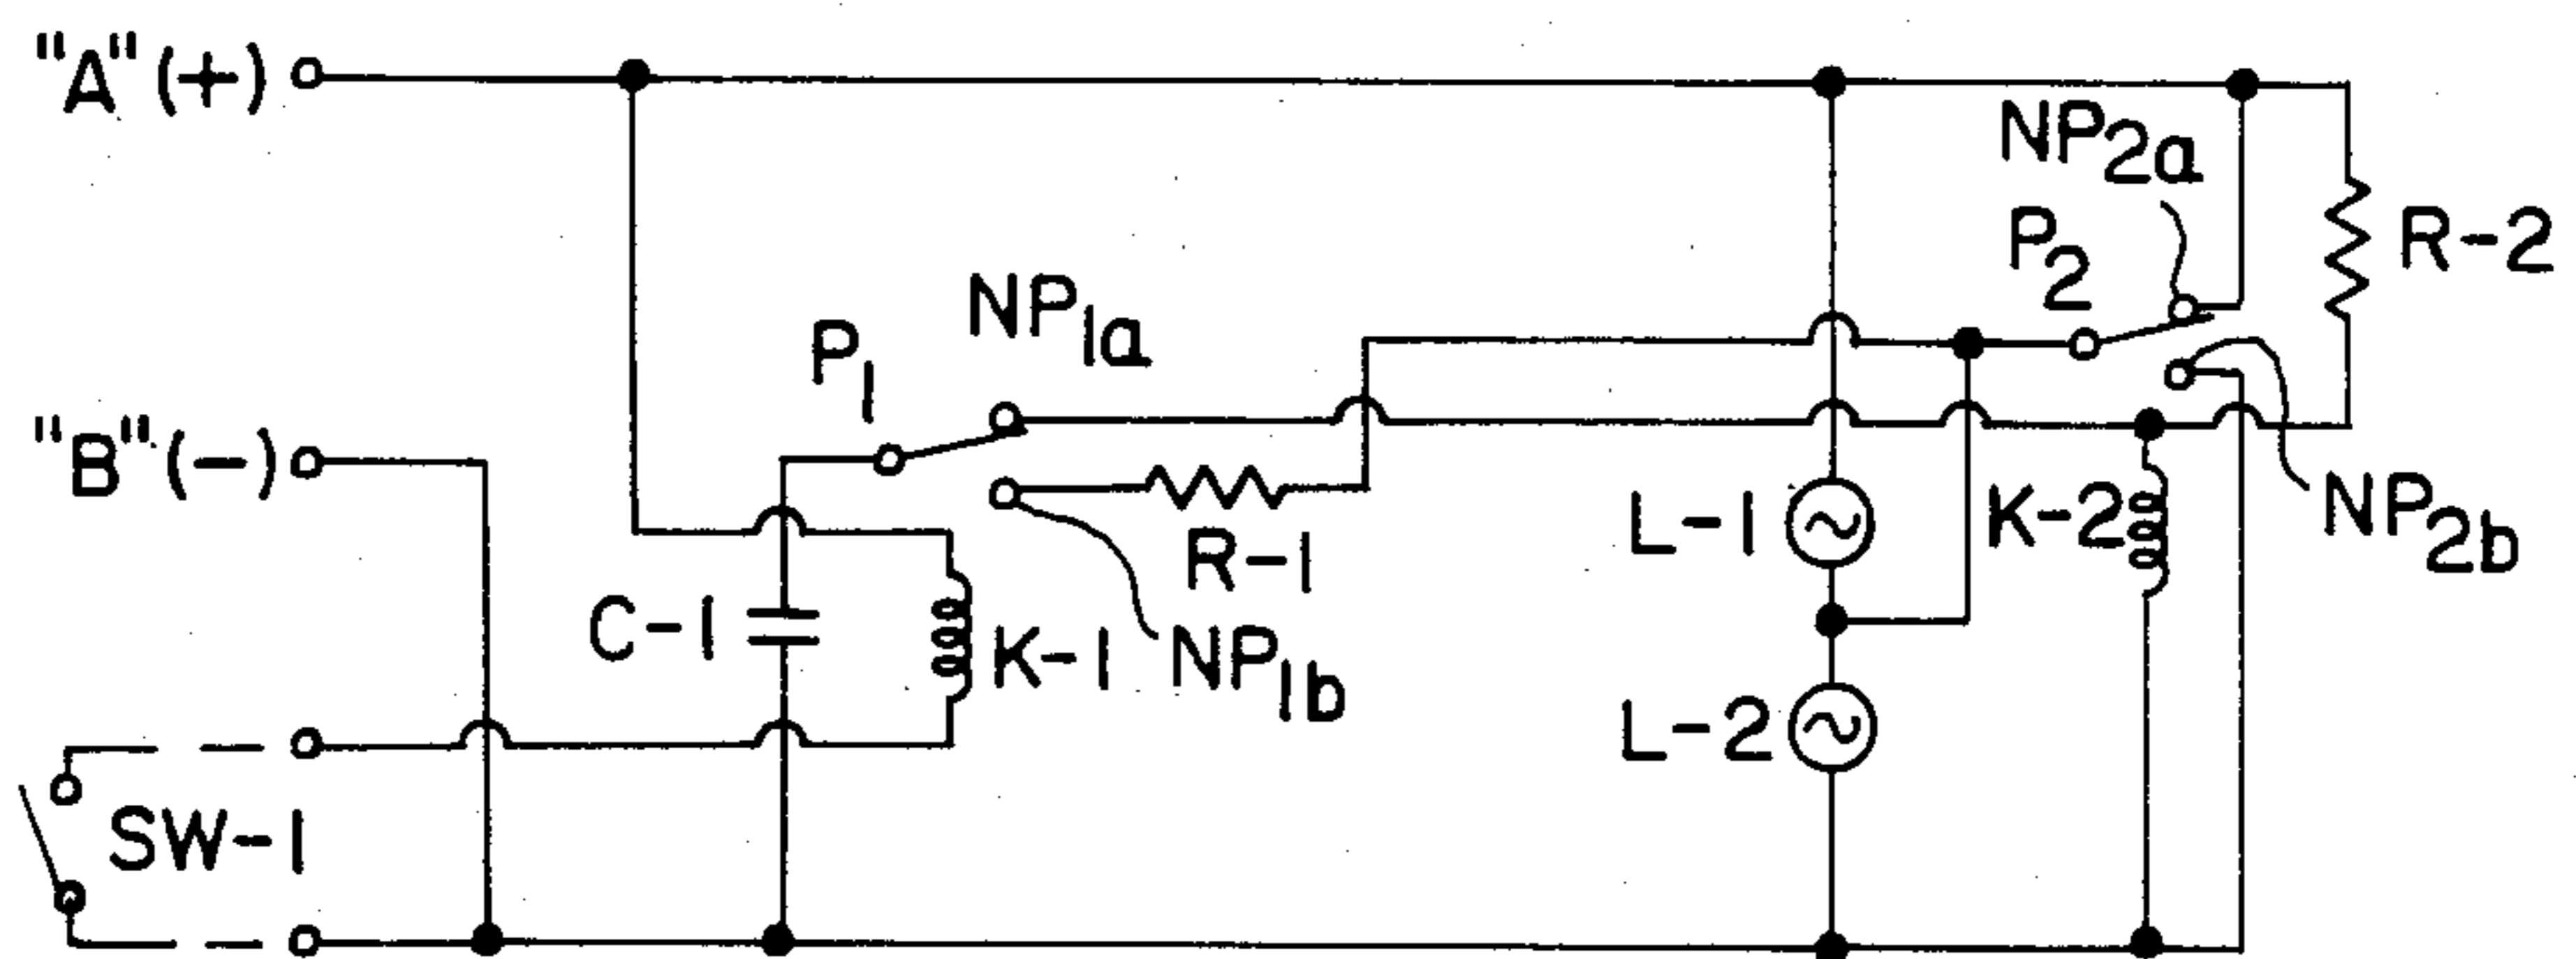 "A" (+)
NP2a
P2
R-2
NP1a
P1
"B" (-)
L-1
K-2
NP2b
R-1
C-1
K-1
NP1b
L-2
SW-1